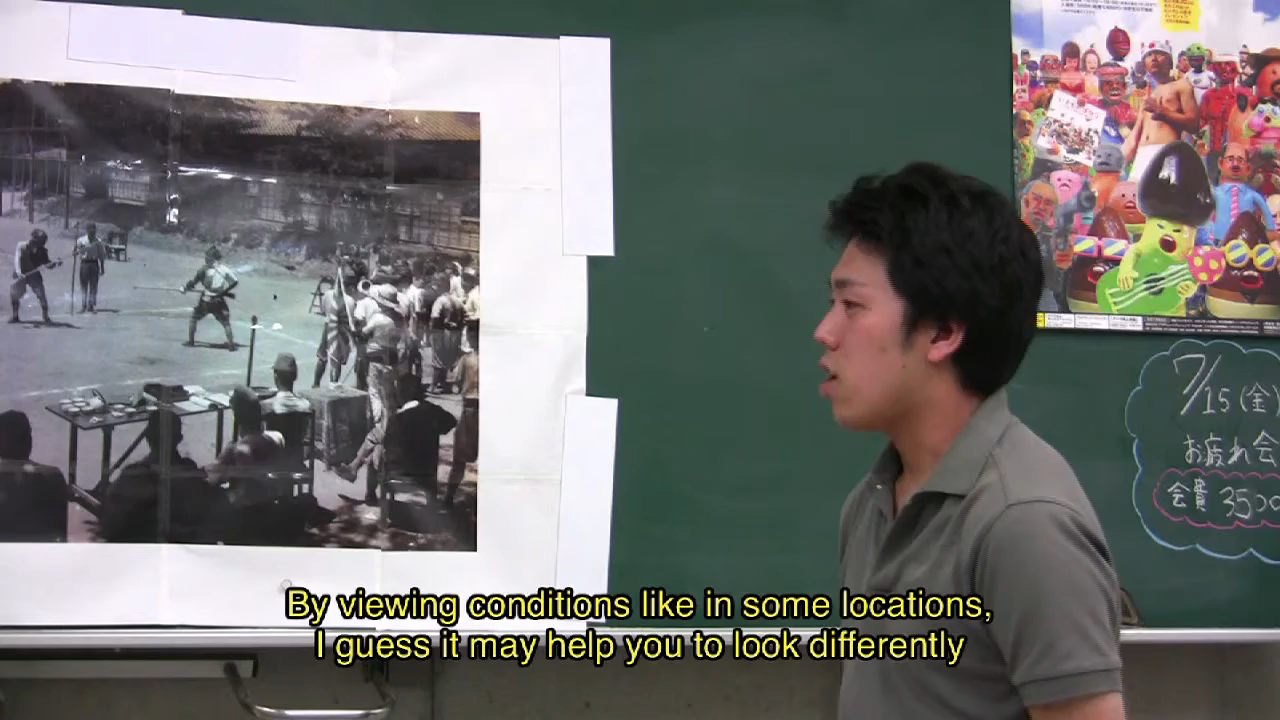 7/15(金)
お疲れ会
会費 3500
By viewing conditions like in some locations,
I guess it may help you to look differently